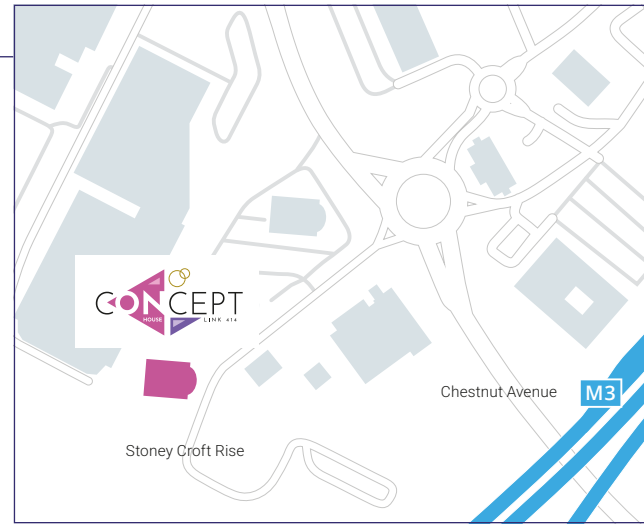 CONCEPT
HOUSE
LINK 414
Chestnut Avenue
M3
Stoney Croft Rise